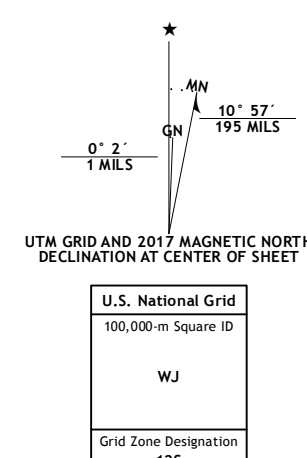 MN
10° 57´
195 MILS
GN
0° 2´
1 MILS
UTM GRID AND 2017 MAGNETIC NORTH
DECLINATION AT CENTER OF SHEET
U.S. National Grid
100,000-m Square ID
WJ
Grid Zone Designation